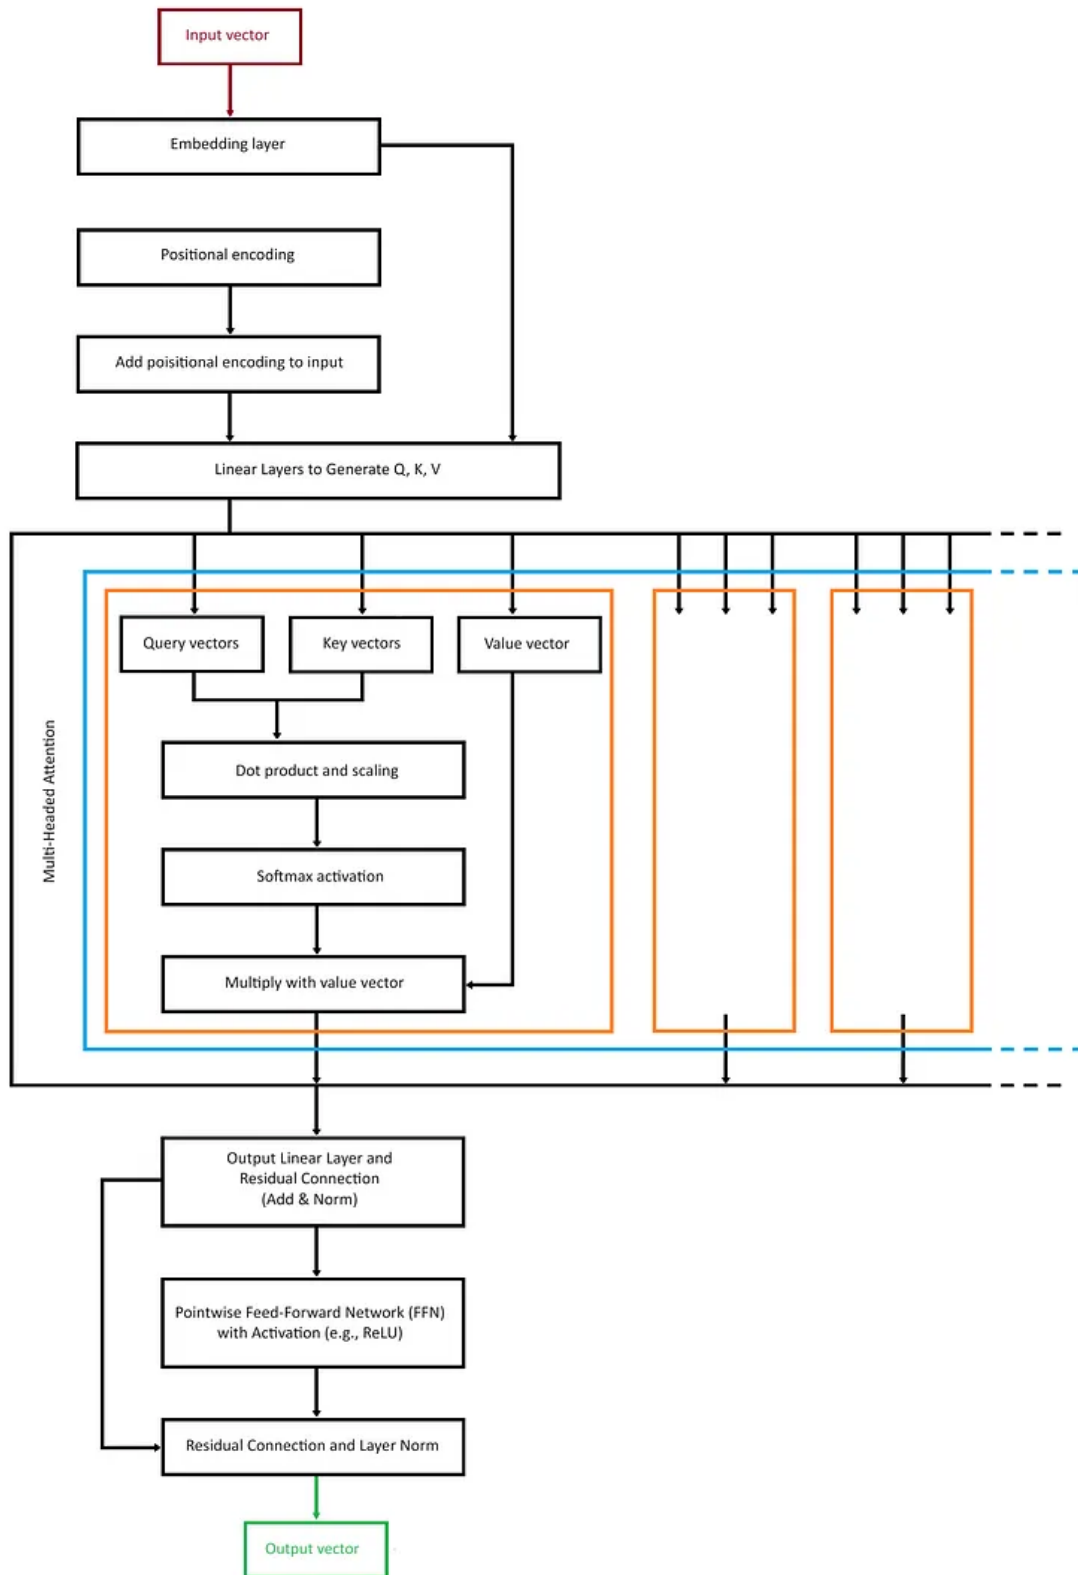 Input vector
Embedding layer
Positional encoding
Add poisitional encoding to input
Linear Layers to Generate Q, K, V
Multi-Headed Attention
Query vectors
Key vectors
Value vector
Dot product and scaling
Softmax activation
Multiply with value vector
Output Linear Layer and
Residual Connection
(Add & Norm)
Pointwise Feed-Forward Network (FFN)
with Activation (e.g., ReLU)
Residual Connection and Layer Norm
Output vector